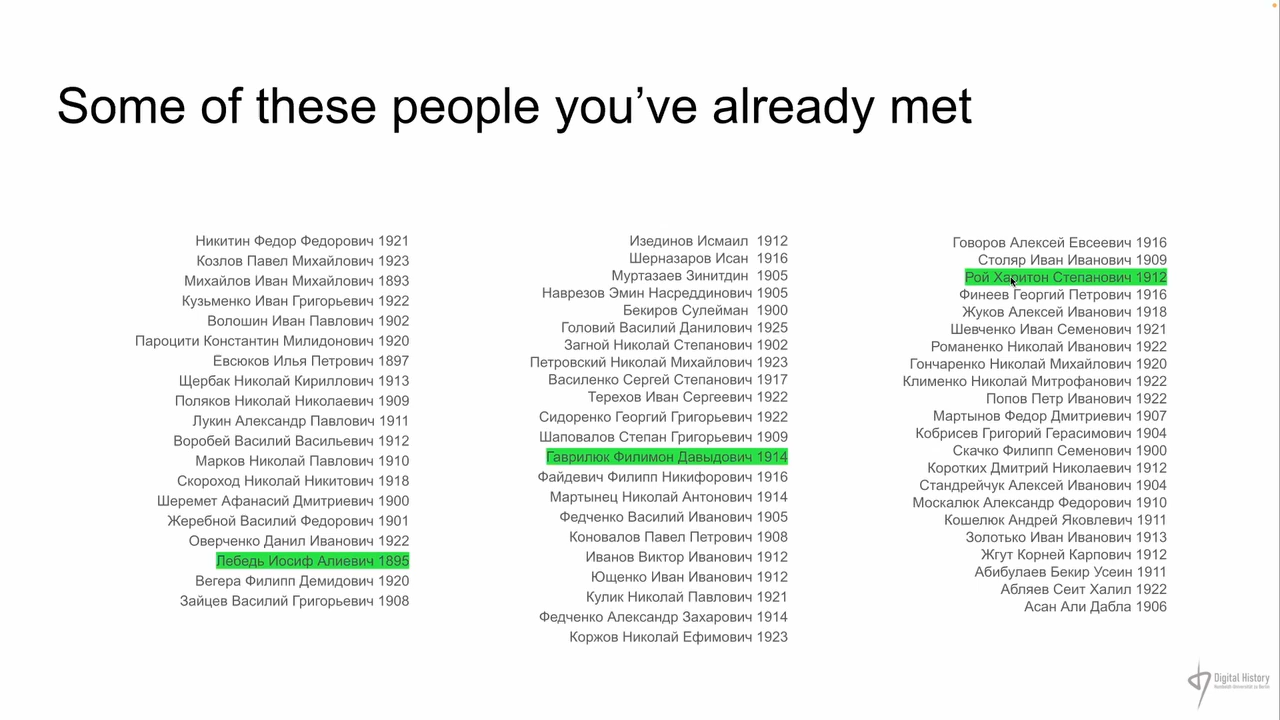 Some of these people you’ve already met
Никитин Федор Федорович 1921
Козлов Павел Михайлович 1923
Михайлов Иван Михайлович 1893
Кузьменко Иван Григорьевич 1922
Волошин Иван Павлович 1902
Пароцити Константин Милидонович 1920
Евсюков Илья Петрович 1897
Щербак Николай Кириллович 1913
Поляков Николай Николаевич 1909
Лукин Александр Павлович 1911
Воробей Василий Васильевич 1912
Марков Николай Павлович 1910
Скороход Николай Никитович 1918
Шеремет Афанасий Дмитриевич 1900
Жеребной Василий Федорович 1901
Оверченко Данил Иванович 1922
Лебедь Иосиф Алиевич 1895
Вегера Филипп Демидович 1920
Зайцев Василий Григорьевич 1908
Изединов Исмаил 1912
Шерназаров Исан 1916
Муртазаев Зинитдин 1905
Наврезов Эмин Насреддинович 1905
Бекиров Сулейман 1900
Головий Василий Данилович 1925
Загной Николай Степанович 1902
Петровский Николай Михайлович 1923
Василенко Сергей Степанович 1917
Терехов Иван Сергеевич 1922
Сидоренко Георгий Григорьевич 1922
Шаповалов Степан Григорьевич 1909
Гаврилюк Филимон Давыдович 1914
Файдевич Филипп Никифорович 1916
Мартынец Николай Антонович 1914
Федченко Василий Иванович 1905
Коновалов Павел Петрович 1908
Иванов Виктор Иванович 1912
Ющенко Иван Иванович 1912
Кулик Николай Павлович 1921
Федченко Александр Захарович 1914
Коржов Николай Ефимович 1923
Говоров Алексей Евсеевич 1916
Столяр Иван Иванович 1909
Рой Харитон Степанович 1912
Финеев Георгий Петрович 1916
Жуков Алексей Иванович 1918
Шевченко Иван Семенович 1921
Романенко Николай Иванович 1922
Гончаренко Николай Михайлович 1920
Клименко Николай Митрофанович 1922
Попов Петр Иванович 1922
Мартынов Федор Дмитриевич 1907
Кобрисев Григорий Герасимович 1904
Скачко Филипп Семенович 1900
Коротких Дмитрий Николаевич 1912
Стандрейчук Алексей Иванович 1904
Москалюк Александр Федорович 1910
Кошелюк Андрей Яковлевич 1911
Золотько Иван Иванович 1913
Жгут Корней Карпович 1912
Абибулаев Бекир Усеин 1911
Абляев Сеит Халил 1922
Асан Али Дабла 1906
Digital History
Humboldt-Universität zu Berlin